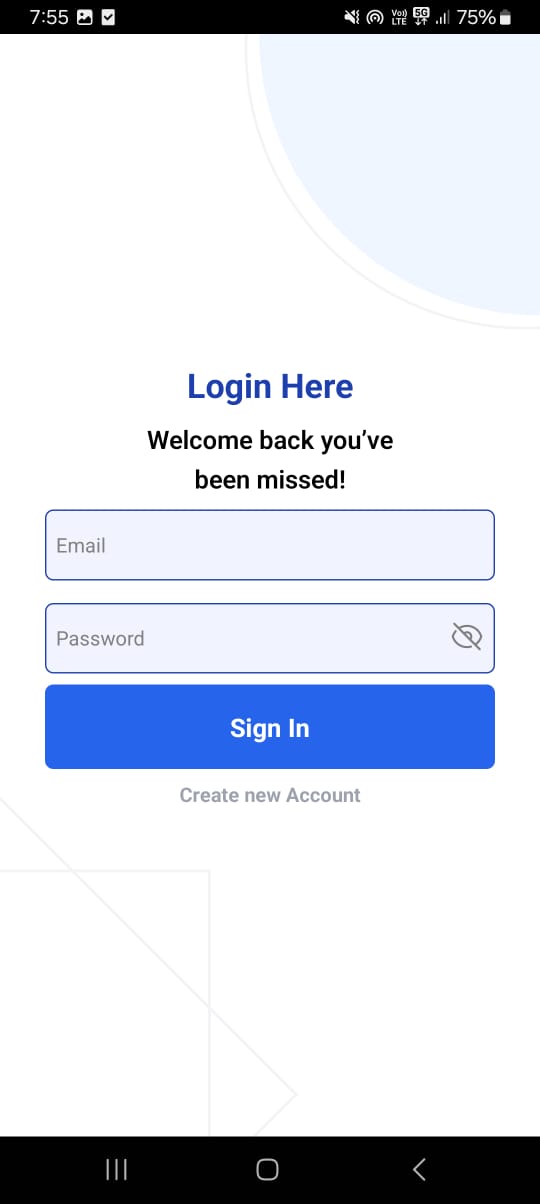 7:55
Vo)) LTE 5G 75%
Login Here
Welcome back you’ve
been missed!
Email
Password
Sign In
Create new Account